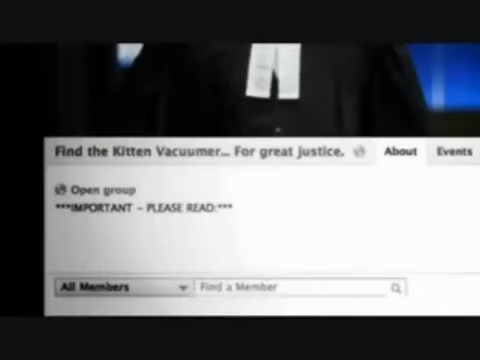 Find the Kitten Vacuumer... For great justice. About Events
Open group
***IMPORTANT - PLEASE READ:***
All Members Find a Member